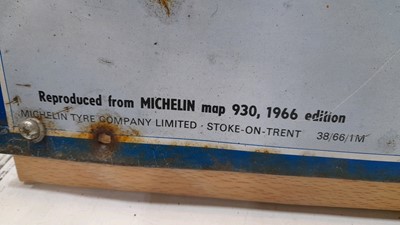 Reproduced from MICHELIN map 930, 1966 edition
MICHELIN TYRE COMPANY LIMITED · STOKE-ON-TRENT 38/66/1M